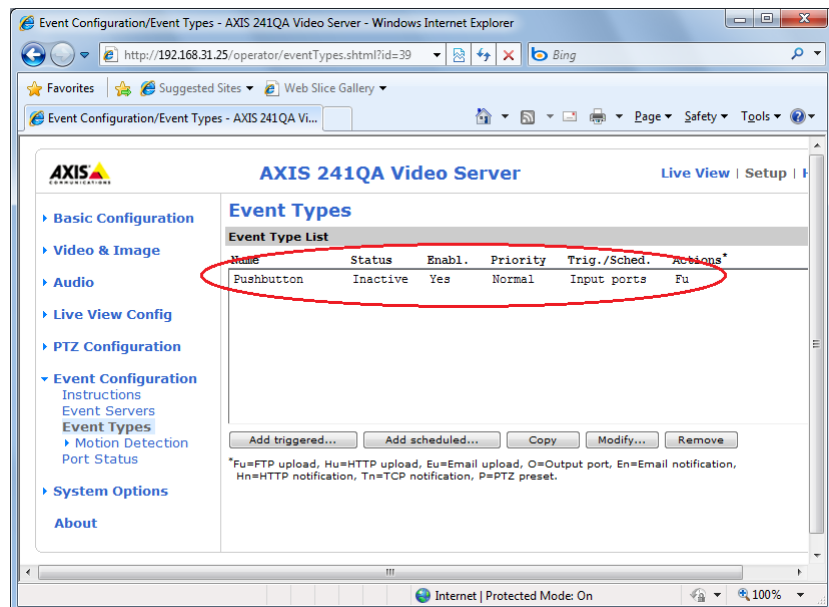 Event Configuration/Event Types - AXIS 241QA Video Server - Windows Internet Explorer
http://192.168.31.25/operator/eventTypes.shtml?id=39
Bing
Favorites
Suggested Sites
Web Slice Gallery
Event Configuration/Event Types - AXIS 241QA Vi...
Page
Safety
Tools
AXIS
COMMUNICATIONS
AXIS 241QA Video Server
Live View | Setup | H
Basic Configuration
Video & Image
Audio
Live View Config
PTZ Configuration
Event Configuration
Instructions
Event Servers
Event Types
Motion Detection
Port Status
System Options
About
Event Types
Event Type List
Name Status Enabl. Priority Trig./Sched. Actions*
Pushbutton Inactive Yes Normal Input ports Fu
Add triggered... Add scheduled... Copy Modify... Remove
*Fu=FTP upload, Hu=HTTP upload, Eu=Email upload, O=Output port, En=Email notification,
Hn=HTTP notification, Tn=TCP notification, P=PTZ preset.
Internet | Protected Mode: On
100%